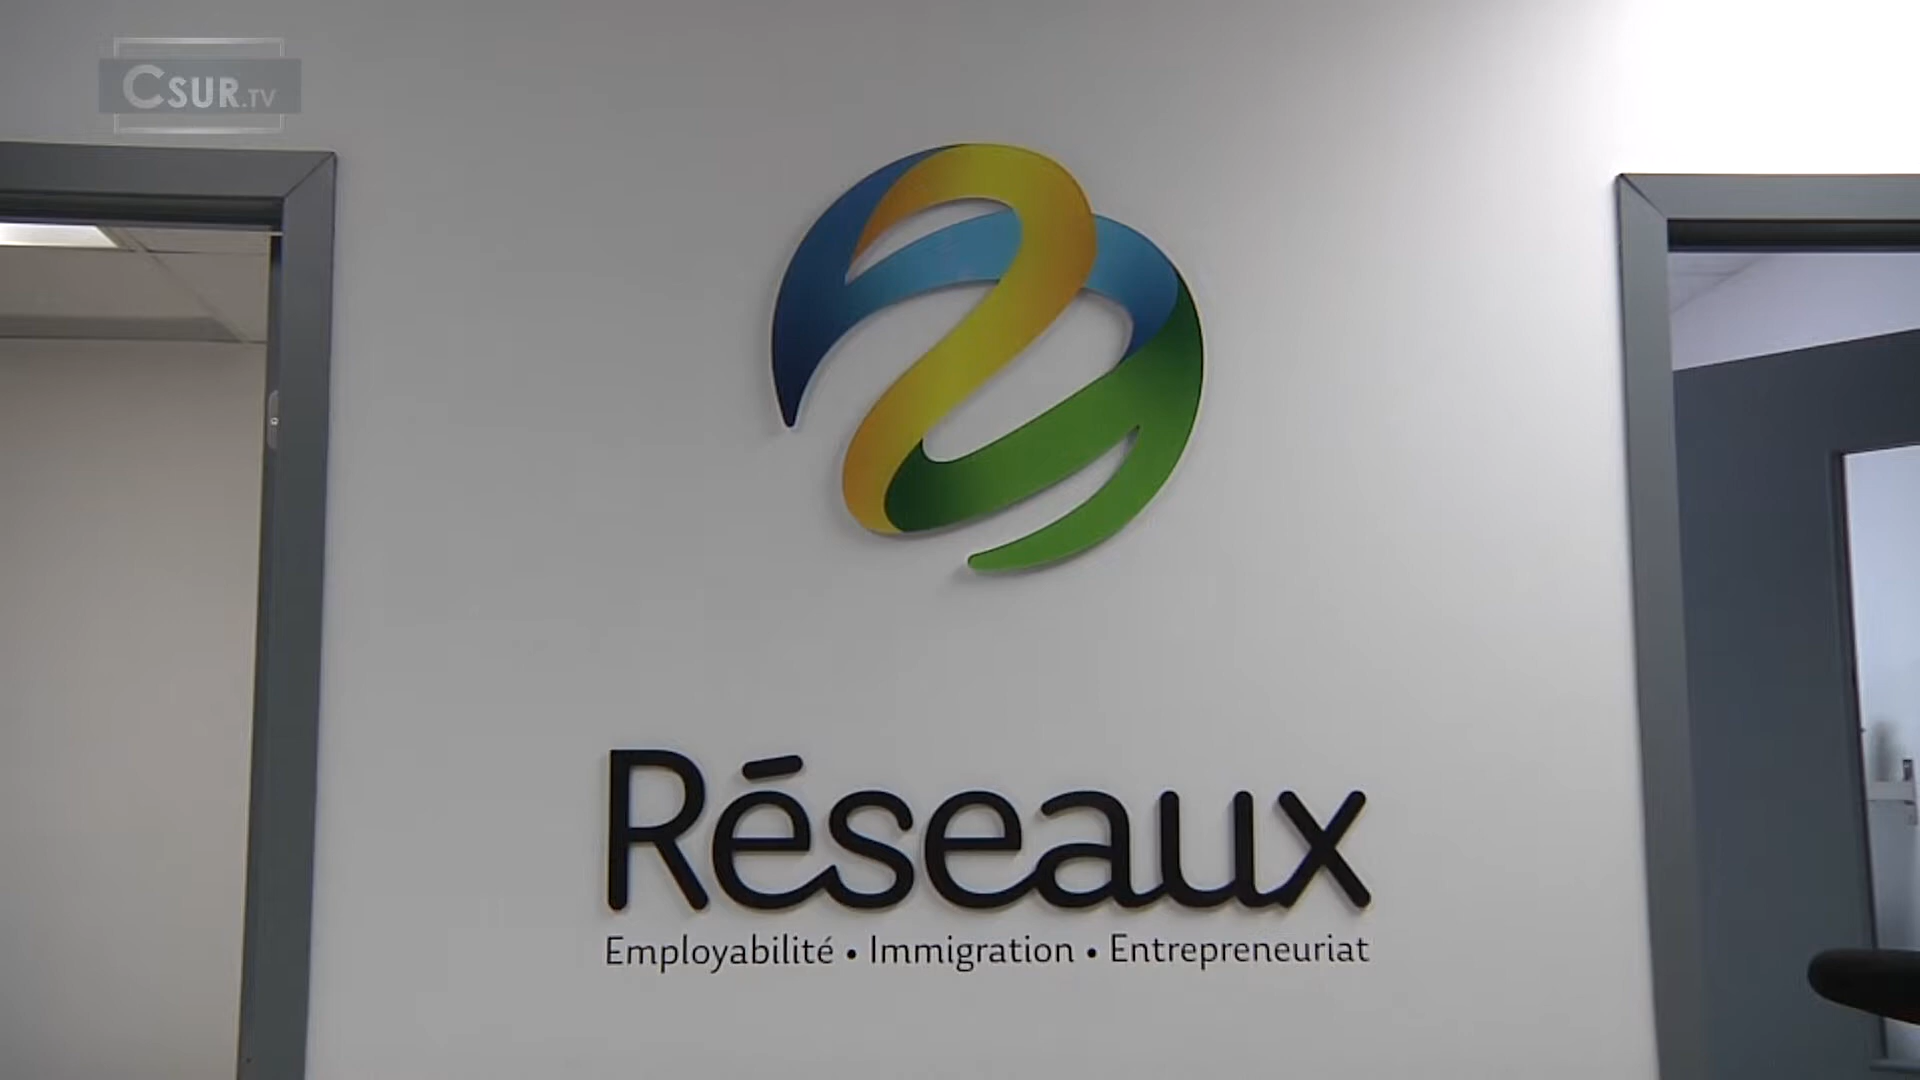 CSUR.TV
Réseaux
Employabilité • Immigration • Entrepreneuriat